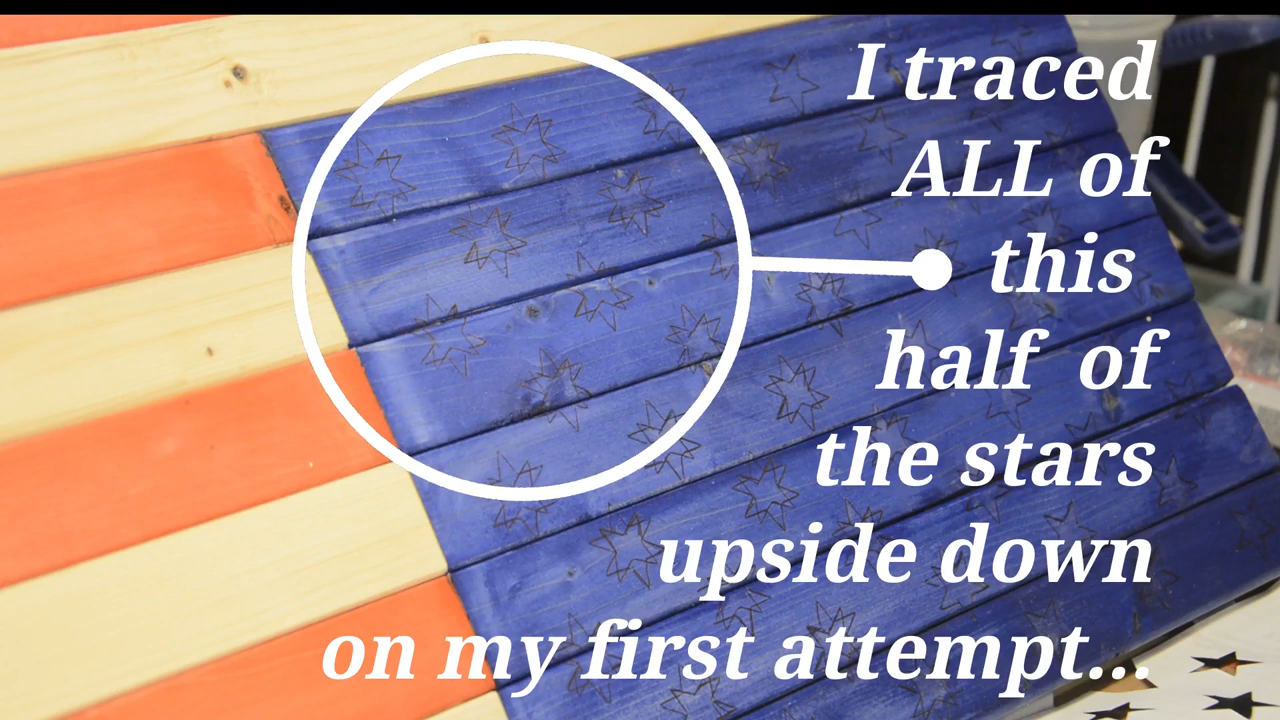 I traced
ALL of
this
half of
the stars
upside down
on my first attempt...